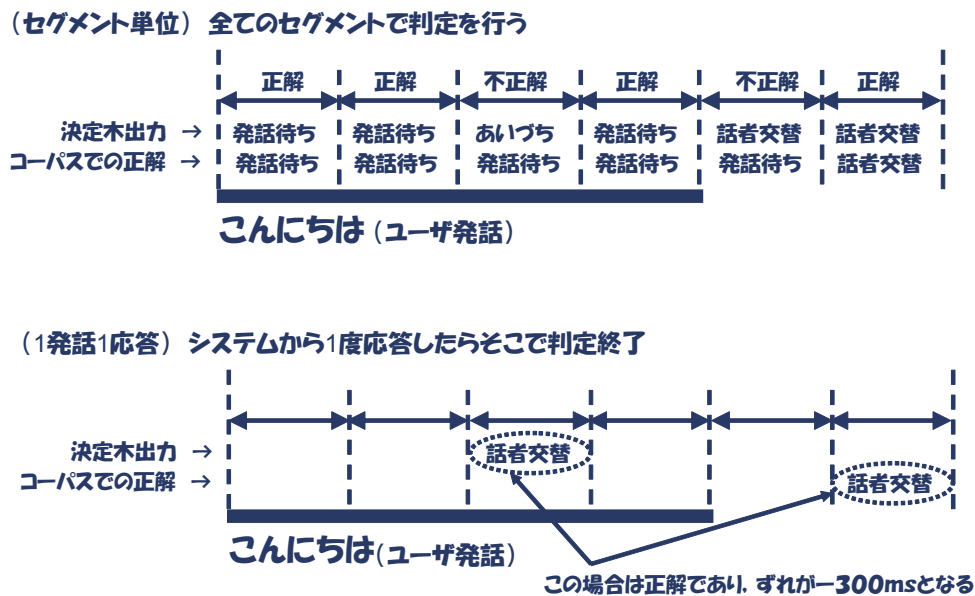 （セグメント単位）全てのセグメントで判定を行う
正解 正解 不正解 正解 不正解 正解
決定木出力 → 発話待ち 発話待ち あいづち 発話待ち 話者交替 話者交替
コーパスでの正解 → 発話待ち 発話待ち 発話待ち 発話待ち 発話待ち 話者交替
こんにちは（ユーザ発話）
（1発話1応答）システムから1度応答したらそこで判定終了
決定木出力 → 話者交替
コーパスでの正解 → 話者交替
こんにちは（ユーザ発話）
この場合は正解であり，ずれが－300msとなる